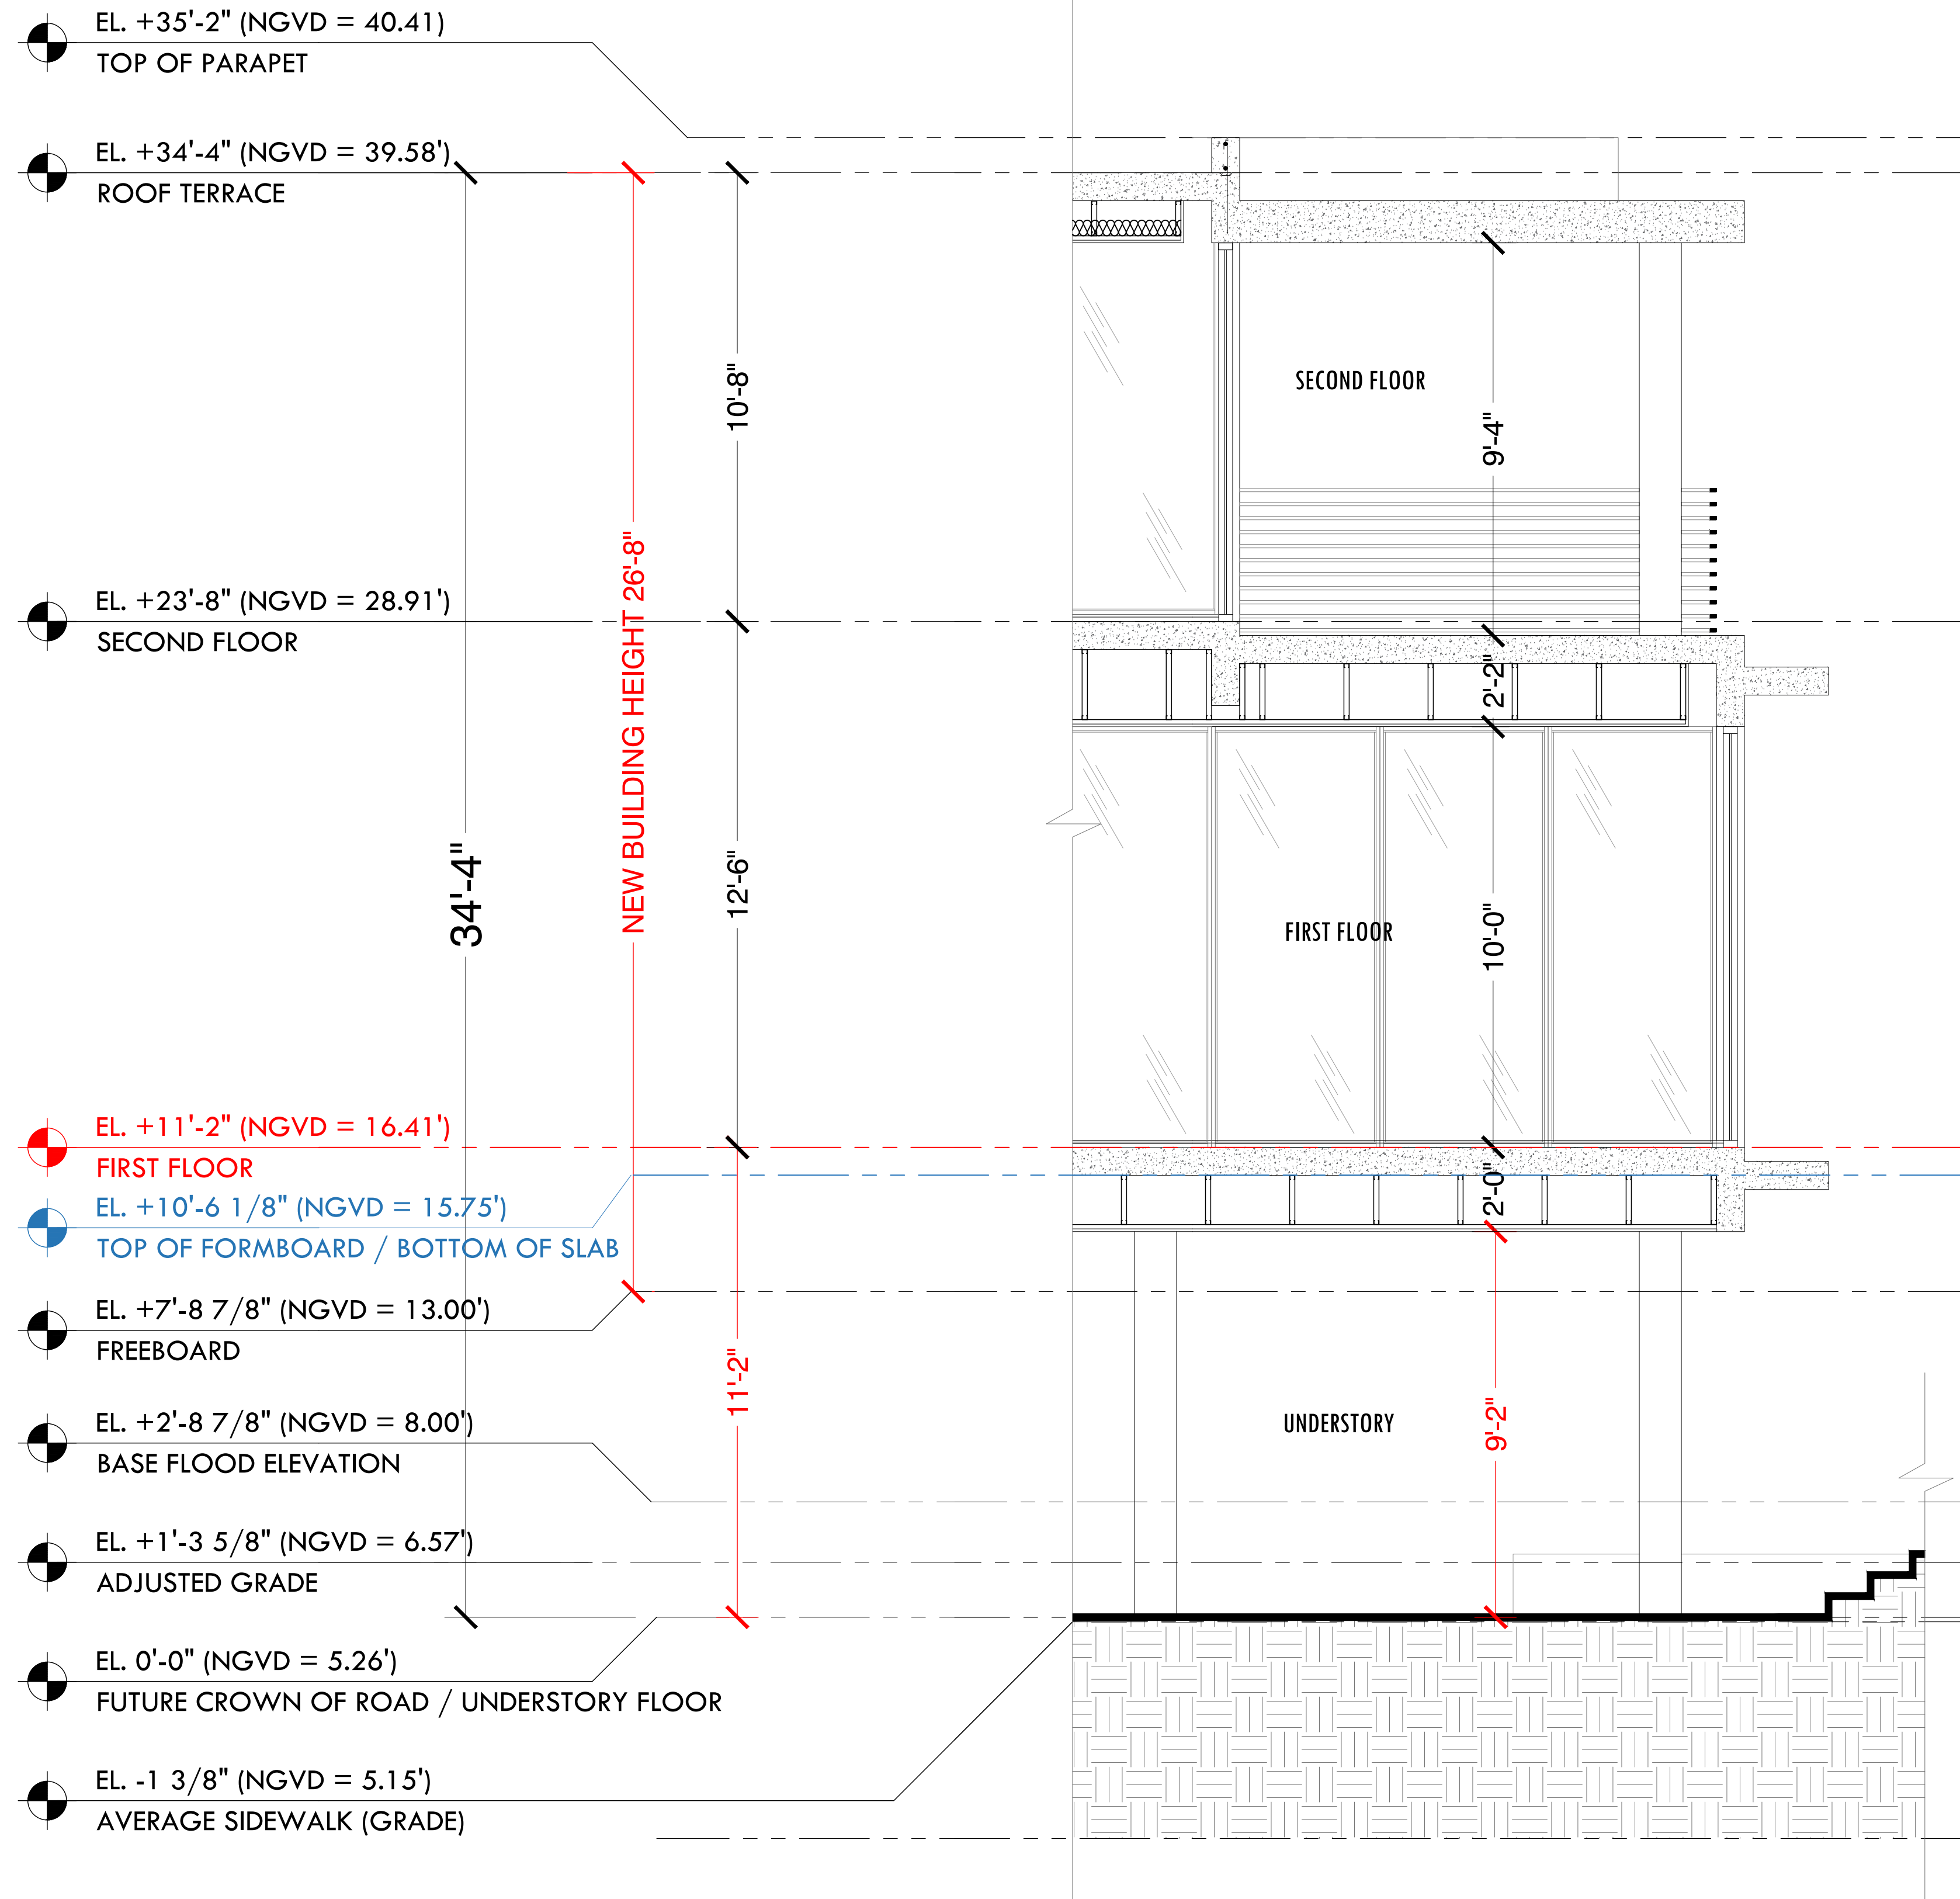 EL. +35'-2" (NGVD = 40.41)
TOP OF PARAPET
EL. +34'-4" (NGVD = 39.58')
ROOF TERRACE
10'-8"
SECOND FLOOR
9'-4"
EL. +23'-8" (NGVD = 28.91')
SECOND FLOOR
NEW BUILDING HEIGHT 26'-8"
2'-2"
34'-4"
12'-6"
FIRST FLOOR
10'-0"
EL. +11'-2" (NGVD = 16.41')
FIRST FLOOR
EL. +10'-6 1/8" (NGVD = 15.75')
TOP OF FORMBOARD / BOTTOM OF SLAB
2'-0"
EL. +7'-8 7/8" (NGVD = 13.00')
FREEBOARD
11'-2"
UNDERSTORY
9'-2"
EL. +2'-8 7/8" (NGVD = 8.00')
BASE FLOOD ELEVATION
EL. +1'-3 5/8" (NGVD = 6.57')
ADJUSTED GRADE
EL. 0'-0" (NGVD = 5.26')
FUTURE CROWN OF ROAD / UNDERSTORY FLOOR
EL. -1 3/8" (NGVD = 5.15')
AVERAGE SIDEWALK (GRADE)